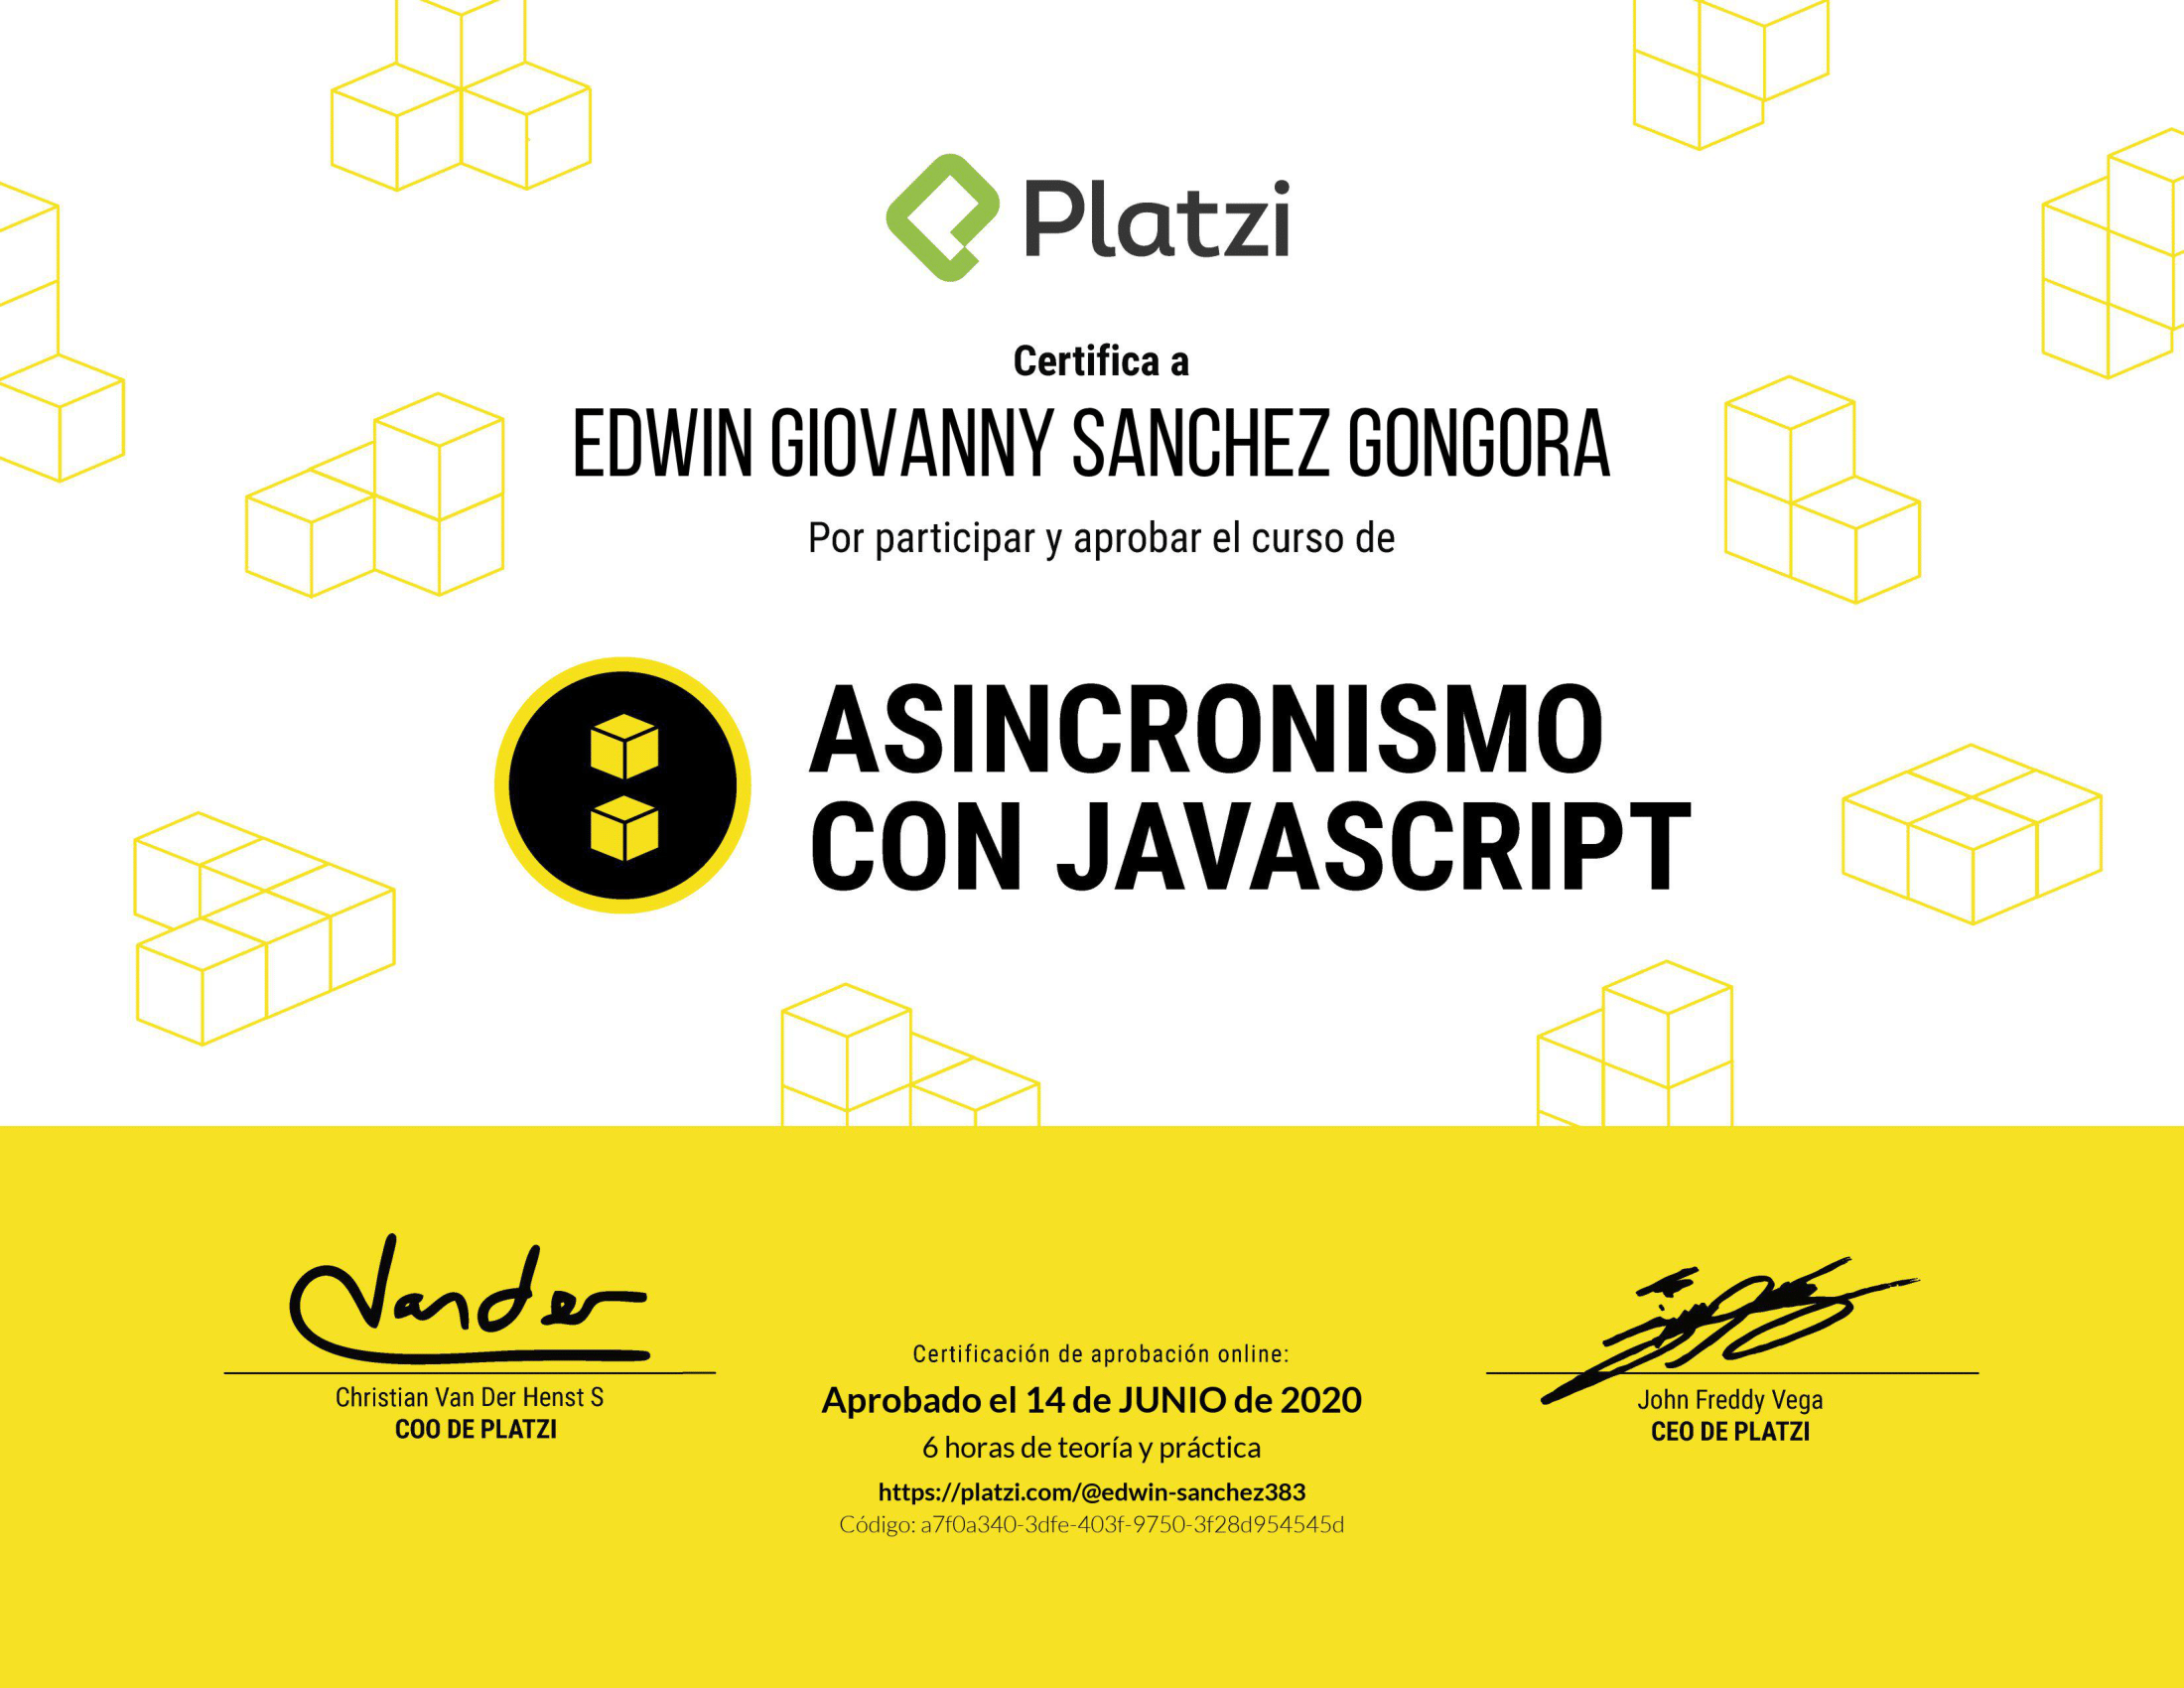 Platzi
Certifica a
EDWIN GIOVANNY SANCHEZ GONGORA
Por participar y aprobar el curso de
ASINCRONISMO
CON JAVASCRIPT
Vander
Christian Van Der Henst S
COO DE PLATZI
Certificación de aprobación online:
Aprobado el 14 de JUNIO de 2020
6 horas de teoría y práctica
https://platzi.com/@edwin-sanchez383
Código: a7f0a340-3dfe-403f-9750-3f28d954545d
John Freddy Vega
CEO DE PLATZI